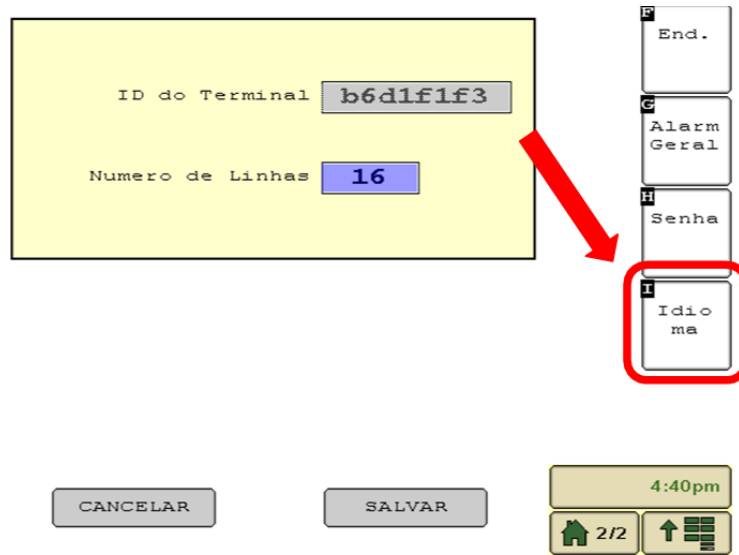 F
End.
ID do Terminal b6d1f1f3
G
Alarm
Geral
Numero de Linhas 16
H
Senha
I
Idio
ma
CANCELAR
SALVAR
4:40pm
2/2